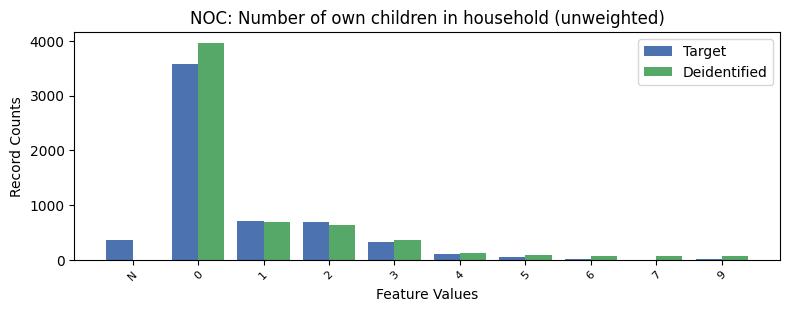 NOC: Number of own children in household (unweighted)
Target
Deidentified
Record Counts
4000
3000
2000
1000
0
N 0 1 2 3 4 5 6 7 9
Feature Values